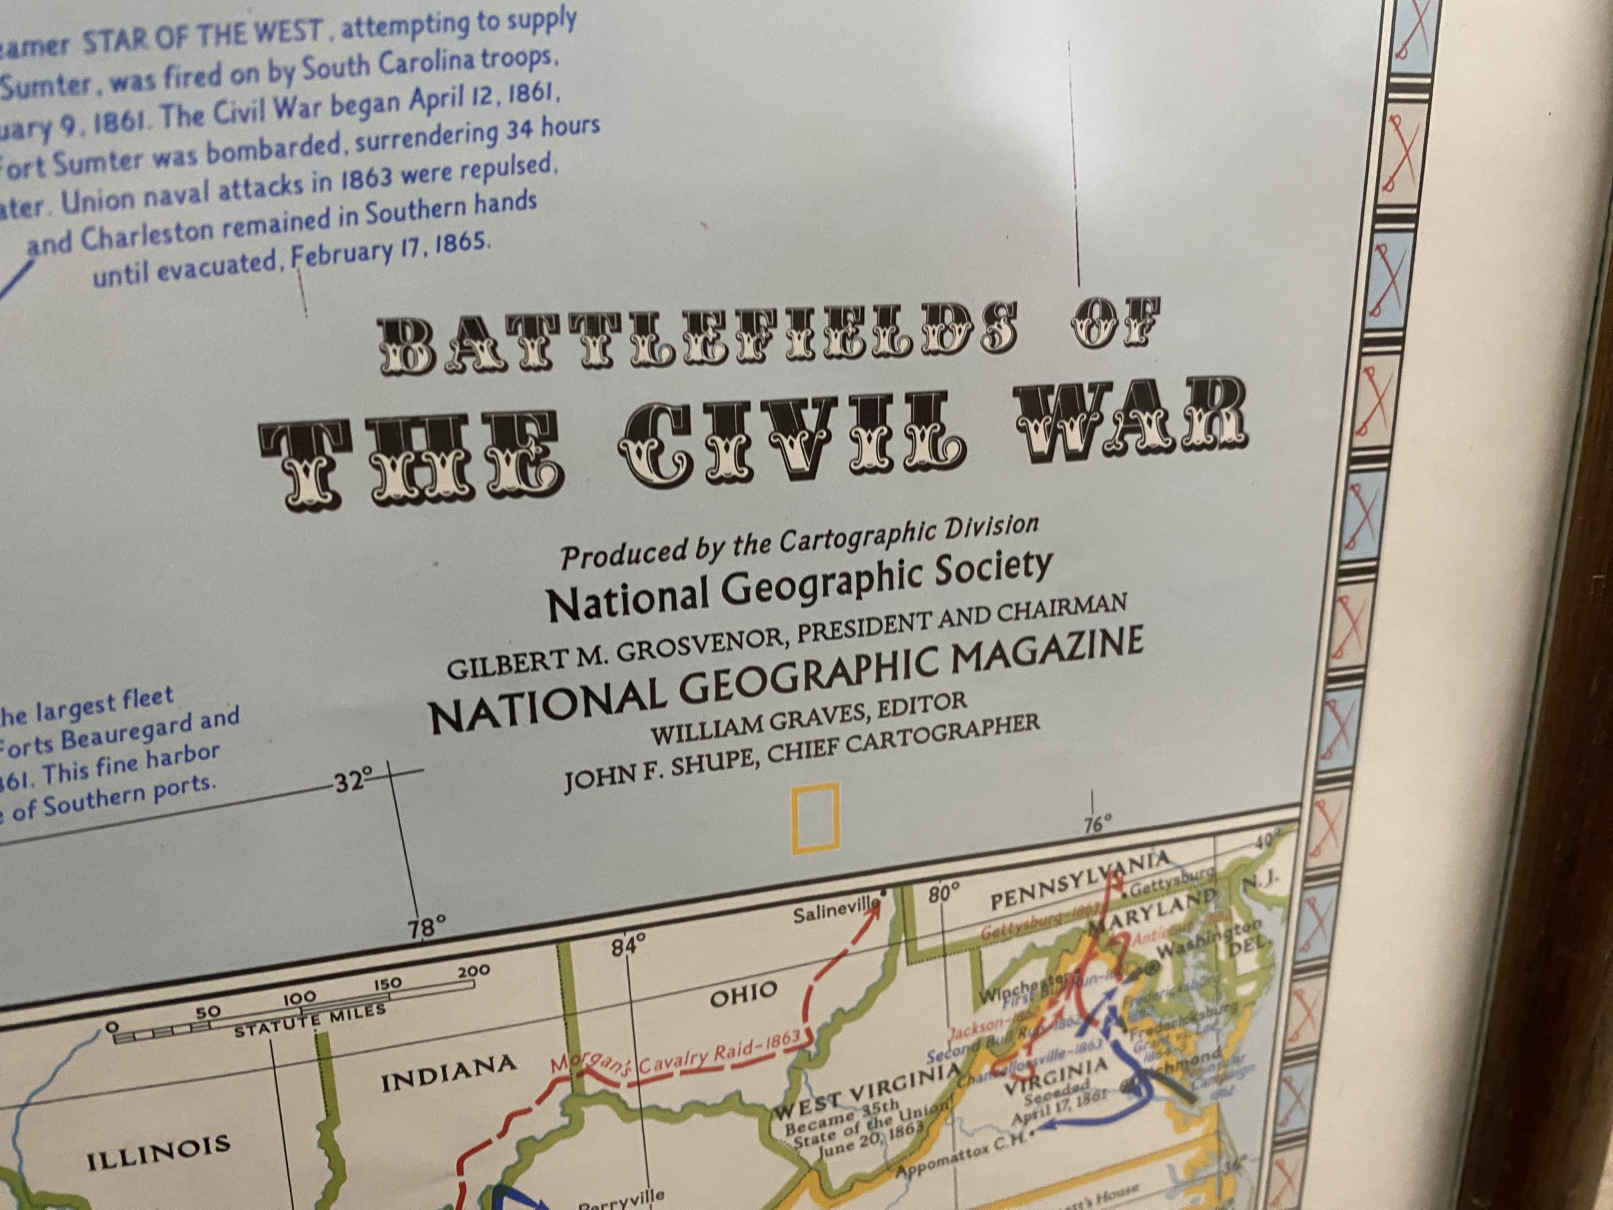 STAR OF THE WEST, attempting to supply
Sumter, was fired on by South Carolina troops,
9, 1861. The Civil War began April 12, 1861,
Fort Sumter was bombarded, surrendering 34 hours
Union naval attacks in 1863 were repulsed,
and Charleston remained in Southern hands
until evacuated, February 17, 1865.
BATTLEFIELDS OF
THE CIVIL WAR
Produced by the Cartographic Division
National Geographic Society
GILBERT M. GROSVENOR, PRESIDENT AND CHAIRMAN
NATIONAL GEOGRAPHIC MAGAZINE
WILLIAM GRAVES, EDITOR
JOHN F. SHUPE, CHIEF CARTOGRAPHER
he largest fleet
Forts Beauregard and
861. This fine harbor
of Southern ports.
32°
76°
78°
84°
80°
40°
Salineville
PENNSYLVANIA
Gettysburg
N.J.
Gettysburg-1863
MARYLAND
Washington
DEL.
0 50 100 150 200
STATUTE MILES
OHIO
INDIANA
ILLINOIS
Morgan's Cavalry Raid-1863
Winchester
Second Bull Run-1862
Chancellorsville-1863
Fredericksburg
WEST VIRGINIA
Became 35th
State of the Union
June 20, 1863
VIRGINIA
Seceded
April 17, 1861
Appomattox C.H.
Perryville
36°